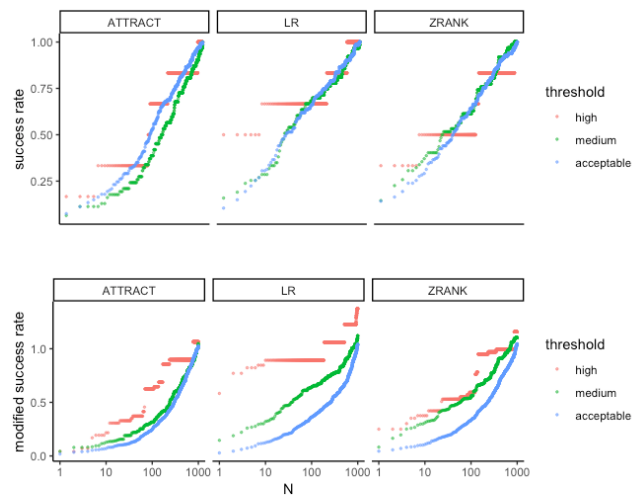 ATTRACT LR ZRANK
success rate
1.00
0.75
0.50
0.25
threshold
high
medium
acceptable
ATTRACT LR ZRANK
modified success rate
1.0
0.5
0.0
1 10 100 1000 1 10 100 1000 1 10 100 1000
N
threshold
high
medium
acceptable